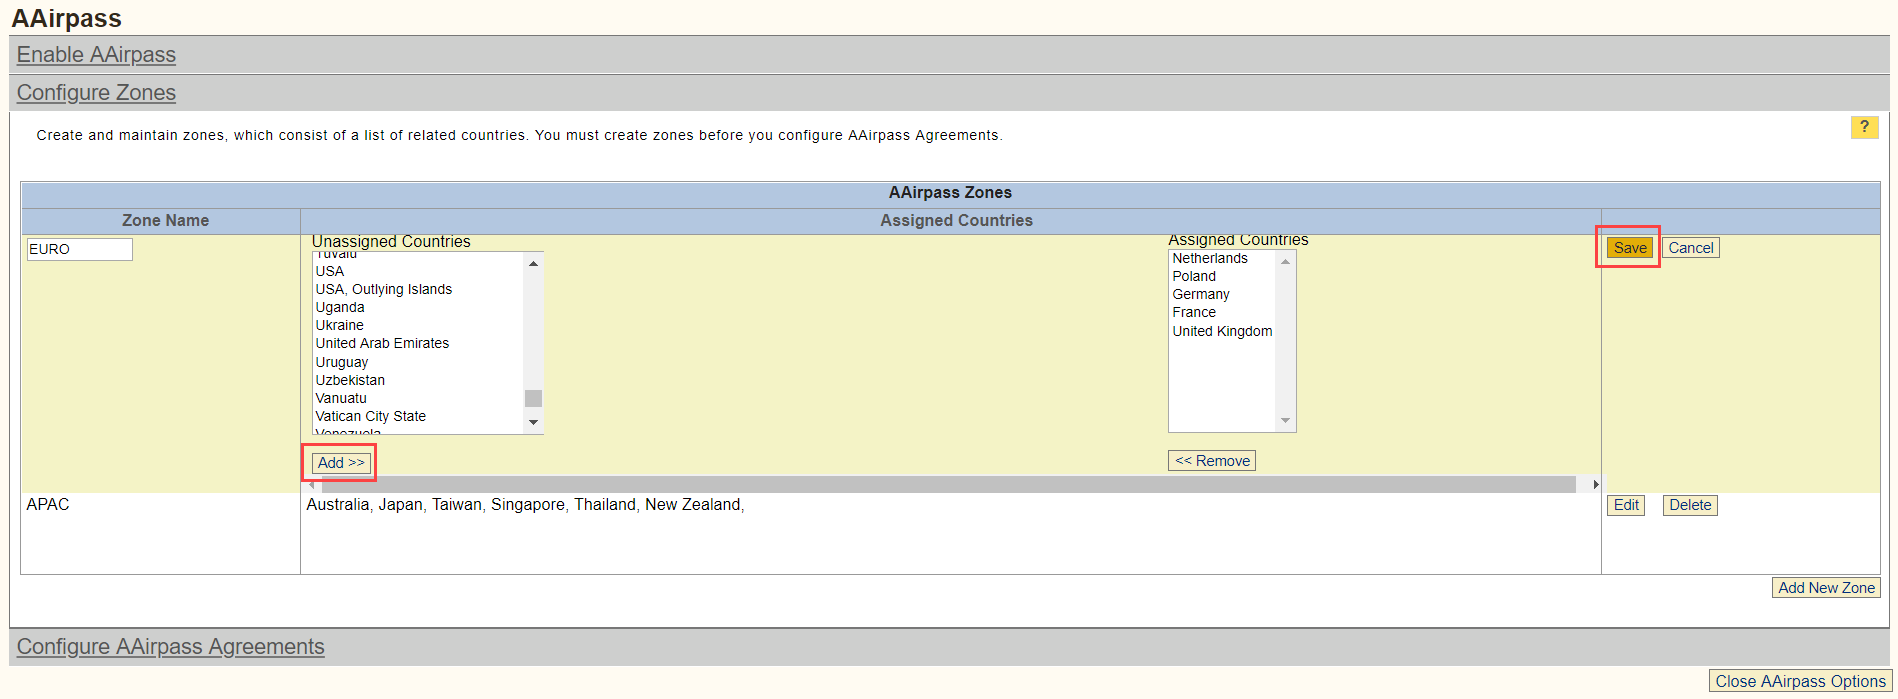 AAirpass
Enable AAirpass
Configure Zones
Create and maintain zones, which consist of a list of related countries. You must create zones before you configure AAirpass Agreements.
?
AAirpass Zones
Zone Name
Assigned Countries
EURO
Unassigned Countries
Tuvalu
USA
USA, Outlying Islands
Uganda
Ukraine
United Arab Emirates
Uruguay
Uzbekistan
Vanuatu
Vatican City State
Venezuela
Add >>
Assigned Countries
Netherlands
Poland
Germany
France
United Kingdom
<< Remove
Save Cancel
APAC
Australia, Japan, Taiwan, Singapore, Thailand, New Zealand,
Edit Delete
Add New Zone
Configure AAirpass Agreements
Close AAirpass Options